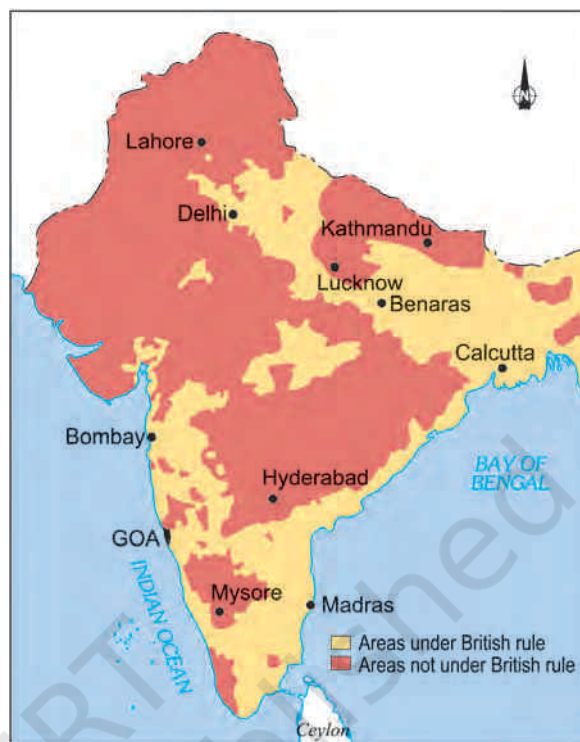 N
Lahore
Delhi
Kathmandu
Lucknow
Benaras
Calcutta
Bombay
Hyderabad
BAY OF
BENGAL
GOA
INDIAN OCEAN
Mysore
Madras
Areas under British rule
Areas not under British rule
Ceylon